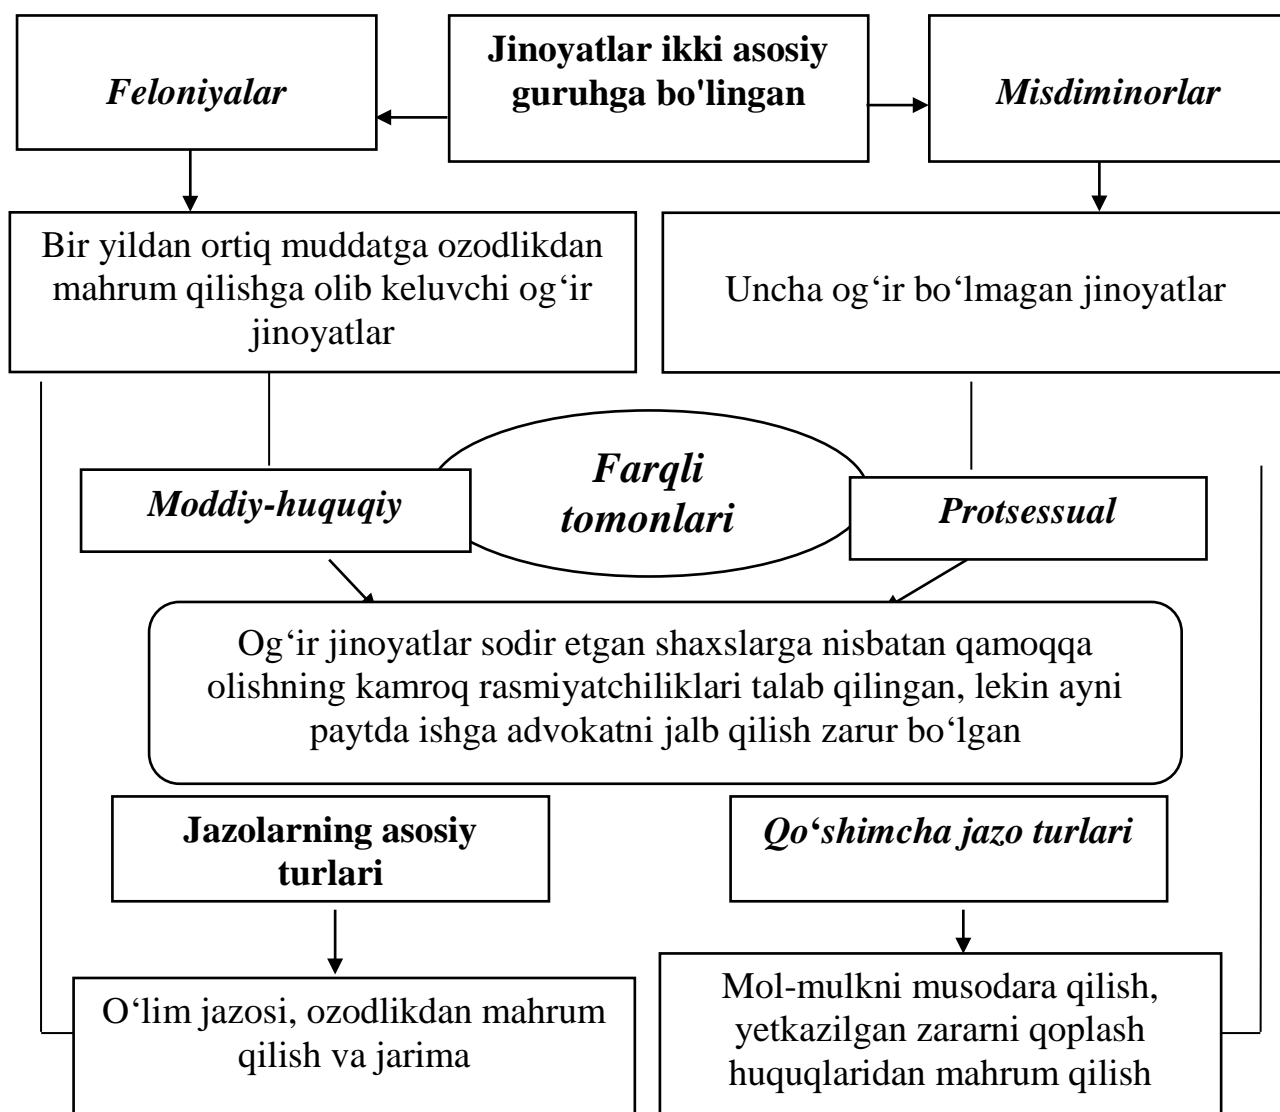 Jinoyatlar ikki asosiy
guruhga bo'lingan
Feloniyalar
Misdiminorlar
Bir yildan ortiq muddatga ozodlikdan
mahrum qilishga olib keluvchi og‘ir
jinoyatlar
Uncha og‘ir bo‘lmagan jinoyatlar
Farqli
tomonlari
Moddiy-huquqiy
Protsessual
Og‘ir jinoyatlar sodir etgan shaxslarga nisbatan qamoqqa
olishning kamroq rasmiyatchiliklari talab qilingan, lekin ayni
paytda ishga advokatni jalb qilish zarur bo‘lgan
Jazolarning asosiy
turlari
Qo‘shimcha jazo turlari
O‘lim jazosi, ozodlikdan mahrum
qilish va jarima
Mol-mulkni musodara qilish,
yetkazilgan zararni qoplash
huquqlaridan mahrum qilish